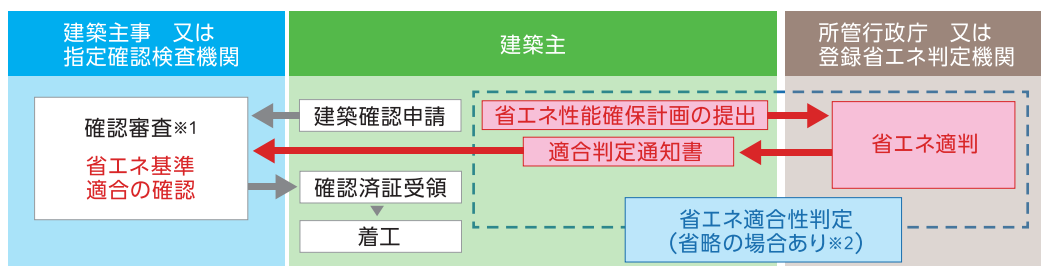 建築主事　又は
指定確認検査機関
建築主
所管行政庁　又は
登録省エネ判定機関
確認審査※1
省エネ基準
適合の確認
建築確認申請
省エネ性能確保計画の提出
適合判定通知書
省エネ適判
確認済証受領
着工
省エネ適合性判定
(省略の場合あり※2)